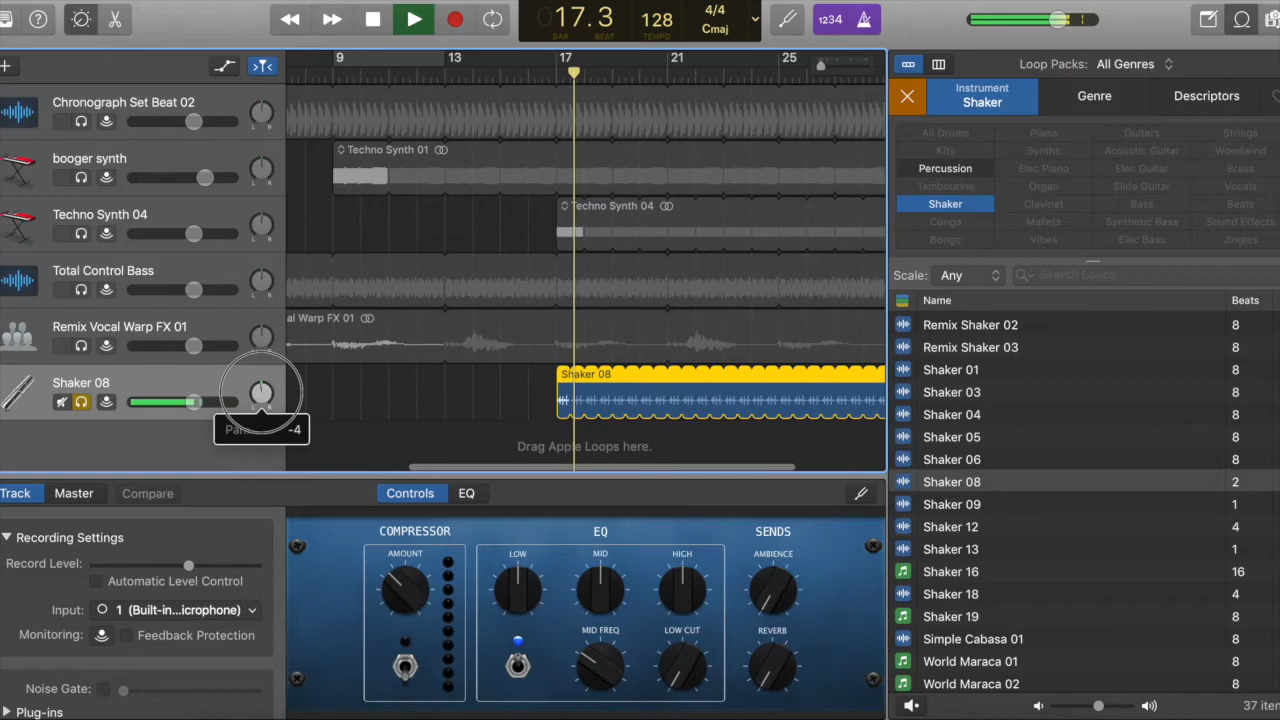 17.3
BAR BEAT
128
TEMPO
4/4
Cmaj
1234
9 13 17 21 25
Chronograph Set Beat 02
L R
booger synth
L R
Techno Synth 04
L R
Total Control Bass
L R
Remix Vocal Warp FX 01
L R
Shaker 08
L R
-4
Techno Synth 01
Techno Synth 04
al Warp FX 01
Shaker 08
Drag Apple Loops here.
Loop Packs: All Genres
Instrument
Shaker
Genre
Descriptors
All Drums Piano Guitars Strings
Kits Synths Acoustic Guitar Woodwind
Percussion Elec Piano Elec Guitar Brass
Tambourine Organ Slide Guitar Vocals
Shaker Clavinet Bass Beats
Conga Mallets Synthetic Bass Sound Effects
Bongo Vibes Elec Bass Jingles
Scale: Any
Search Loops
Name Beats
Remix Shaker 02 8
Remix Shaker 03 8
Shaker 01 8
Shaker 03 8
Shaker 04 8
Shaker 05 8
Shaker 06 8
Shaker 08 2
Shaker 09 1
Shaker 12 4
Shaker 13 1
Shaker 16 16
Shaker 18 4
Shaker 19 8
Simple Cabasa 01 8
World Maraca 01 8
World Maraca 02 8
37 item
Track Master Compare
Controls EQ
Recording Settings
Record Level:
Automatic Level Control
Input: 1 (Built-in...icrophone)
Monitoring: Feedback Protection
Noise Gate:
Plug-ins
COMPRESSOR
AMOUNT
EQ
LOW MID HIGH
MID FREQ LOW CUT
SENDS
AMBIENCE
REVERB